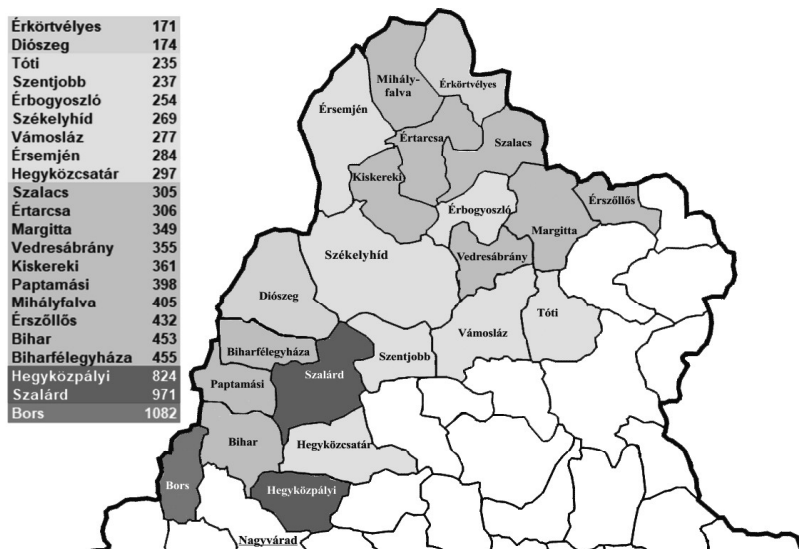 Érkörtvélyes 171
Diószeg 174
Tóti 235
Szentjobb 237
Érbogyoszló 254
Székelyhíd 269
Vámosláz 277
Érsemjén 284
Hegyközcsatár 297
Szalacs 305
Értarcsa 306
Margitta 349
Vedresábrány 355
Kiskereki 361
Paptamási 398
Mihályfalva 405
Érszőllős 432
Bihar 453
Biharfélegyháza 455
Hegyközpályi 824
Szalárd 971
Bors 1082
Mihály-
falva
Érkörtvélyes
Érsemjén
Értarcsa
Szalacs
Kiskereki
Érszőllős
Érbogyoszló
Margitta
Székelyhíd
Vedresábrány
Diószeg
Tóti
Vámosláz
Biharfélegyháza
Szentjobb
Szalárd
Paptamási
Bihar
Hegyközcsatár
Bors
Hegyközpályi
Nagyvárad